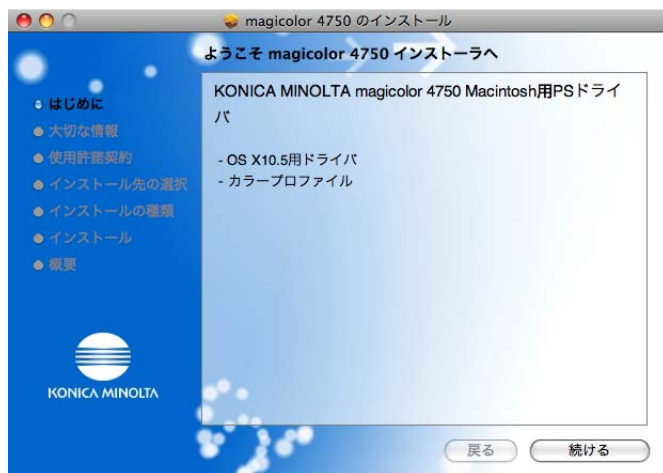 magicolor 4750 のインストール
ようこそ magicolor 4750 インストーラへ
はじめに
大切な情報
使用許諾契約
インストール先の選択
インストールの種類
インストール
概要
KONICA MINOLTA
KONICA MINOLTA magicolor 4750 Macintosh用PSドライ
バ
- OS X10.5用ドライバ
- カラープロファイル
戻る
続ける